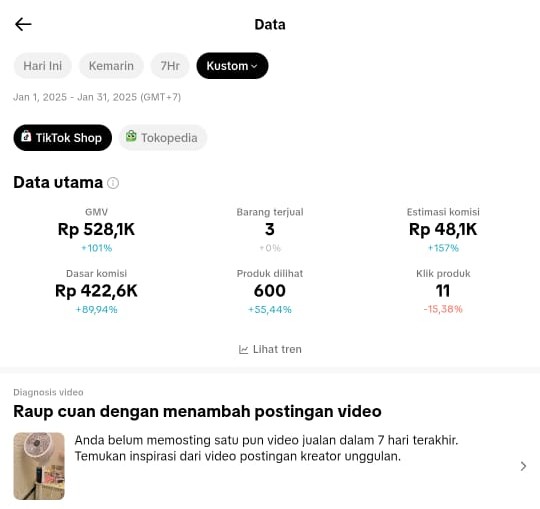 Data
Hari Ini Kemarin 7Hr Kustom
Jan 1, 2025 - Jan 31, 2025 (GMT+7)
TikTok Shop Tokopedia
Data utama
GMV Barang terjual Estimasi komisi
Rp 528,1K 3 Rp 48,1K
+101% +0% +157%
Dasar komisi Produk dilihat Klik produk
Rp 422,6K 600 11
+89,94% +55,44% -15,38%
Lihat tren
Diagnosis video
Raup cuan dengan menambah postingan video
Anda belum memposting satu pun video jualan dalam 7 hari terakhir.
Temukan inspirasi dari video postingan kreator unggulan.